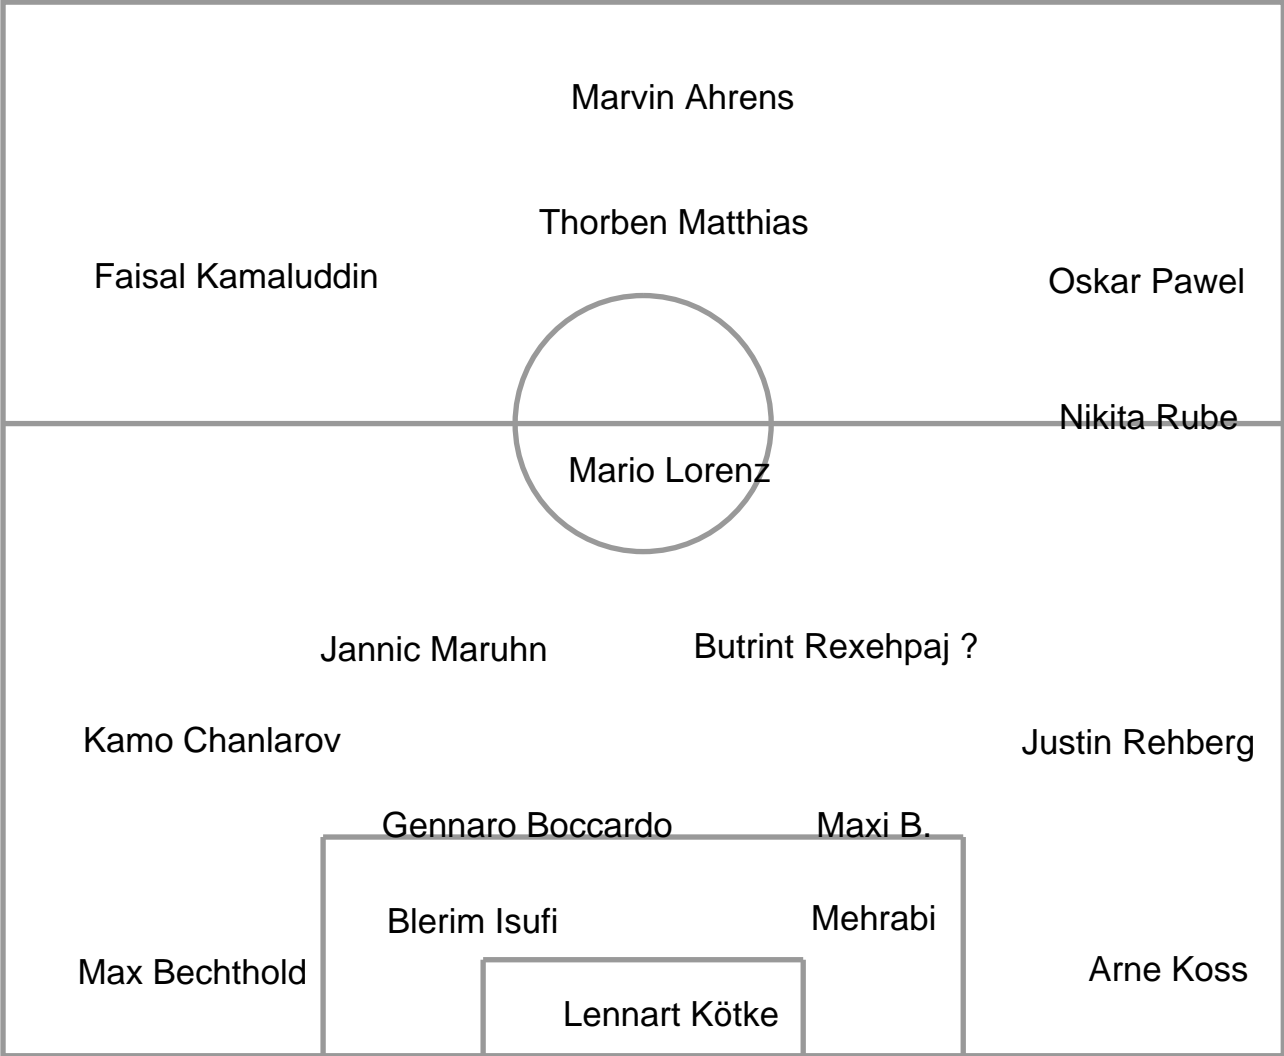 Marvin Ahrens
Thorben Matthias
Faisal Kamaluddin
Oskar Pawel
Nikita Rube
Mario Lorenz
Jannic Maruhn
Butrint Rexehpaj ?
Kamo Chanlarov
Justin Rehberg
Gennaro Boccardo
Maxi B.
Blerim Isufi
Mehrabi
Max Bechthold
Arne Koss
Lennart Kötke